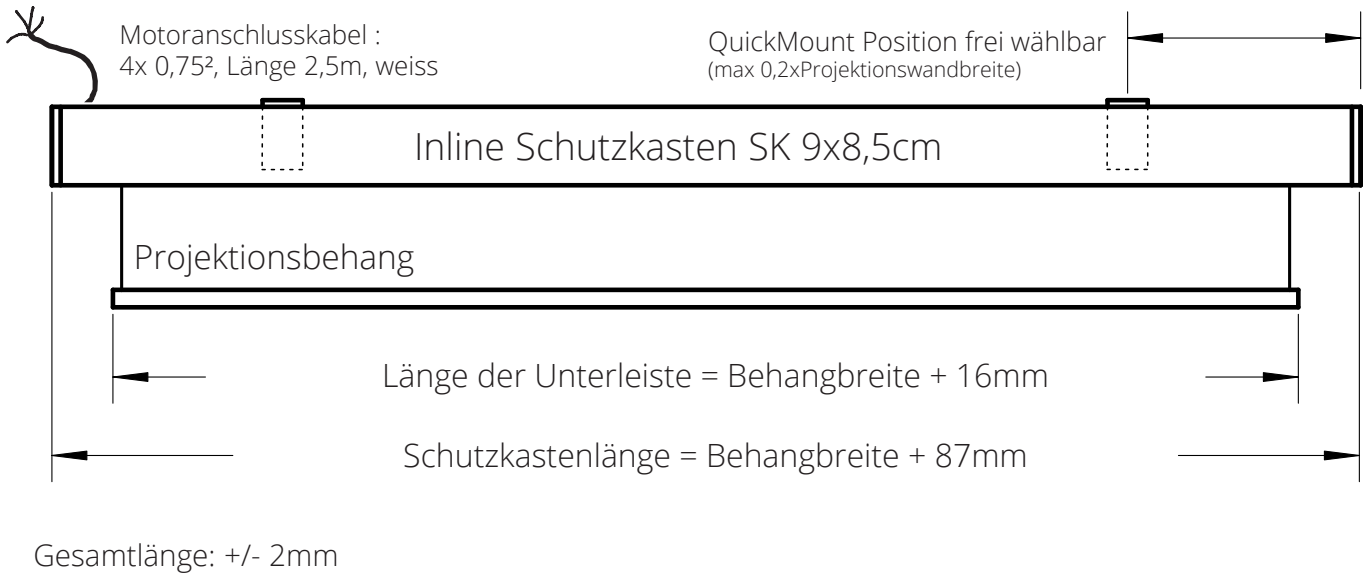 Motoranschlusskabel :
4x 0,75², Länge 2,5m, weiss
QuickMount Position frei wählbar
(max 0,2xProjektionswandbreite)
Inline Schutzkasten SK 9x8,5cm
Projektionsbehang
Länge der Unterleiste = Behangbreite + 16mm
Schutzkastenlänge = Behangbreite + 87mm
Gesamtlänge: +/- 2mm